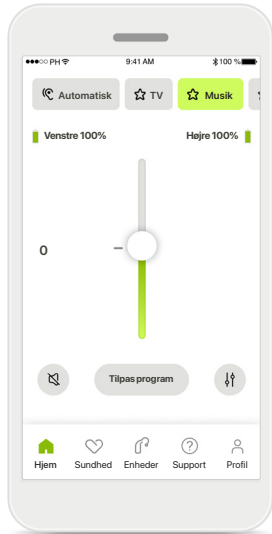 ●●●○○ PH 9:41 AM 100 %
Automatisk TV Musik
Venstre 100% Højre 100%
0
Tilpas program
Hjem Sundhed Enheder Support Profil